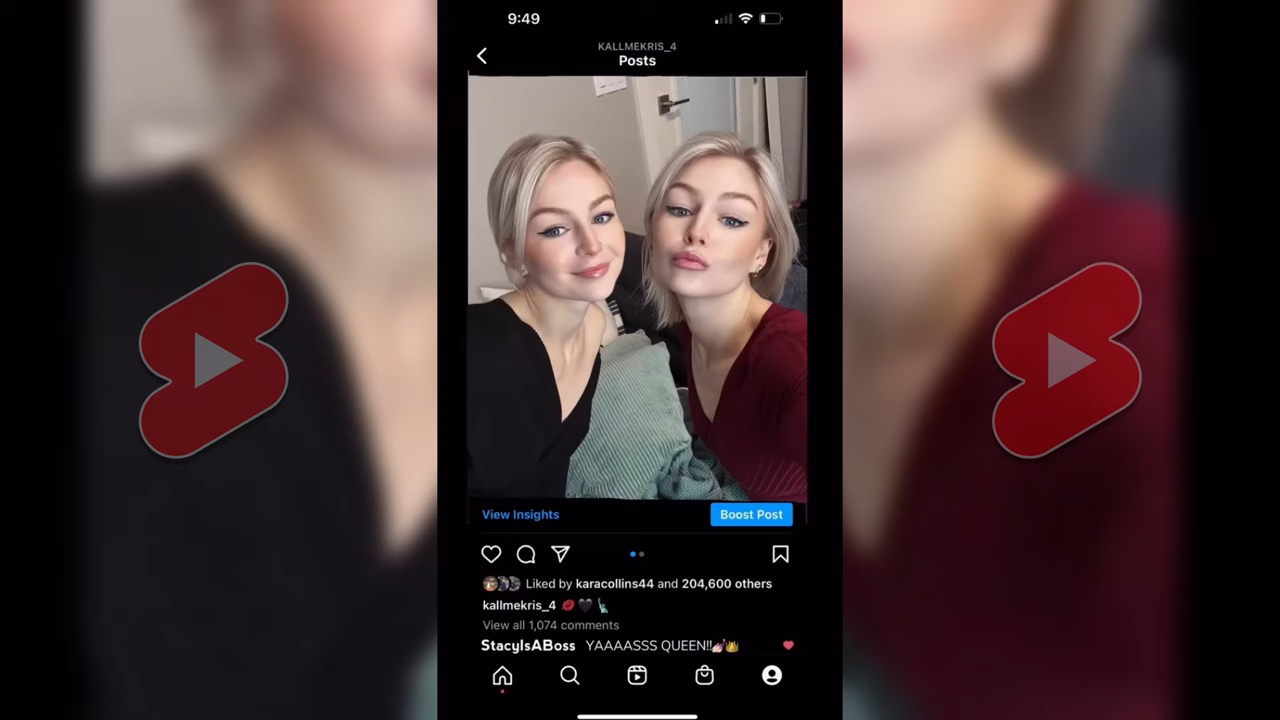 9:49
KALLMEKRIS_4
Posts
View Insights
Boost Post
Liked by karacollins44 and 204,600 others
kallmekris_4 💋🖤🗽
View all 1,074 comments
StacyIsABoss YAAAASSS QUEEN!!💅👑